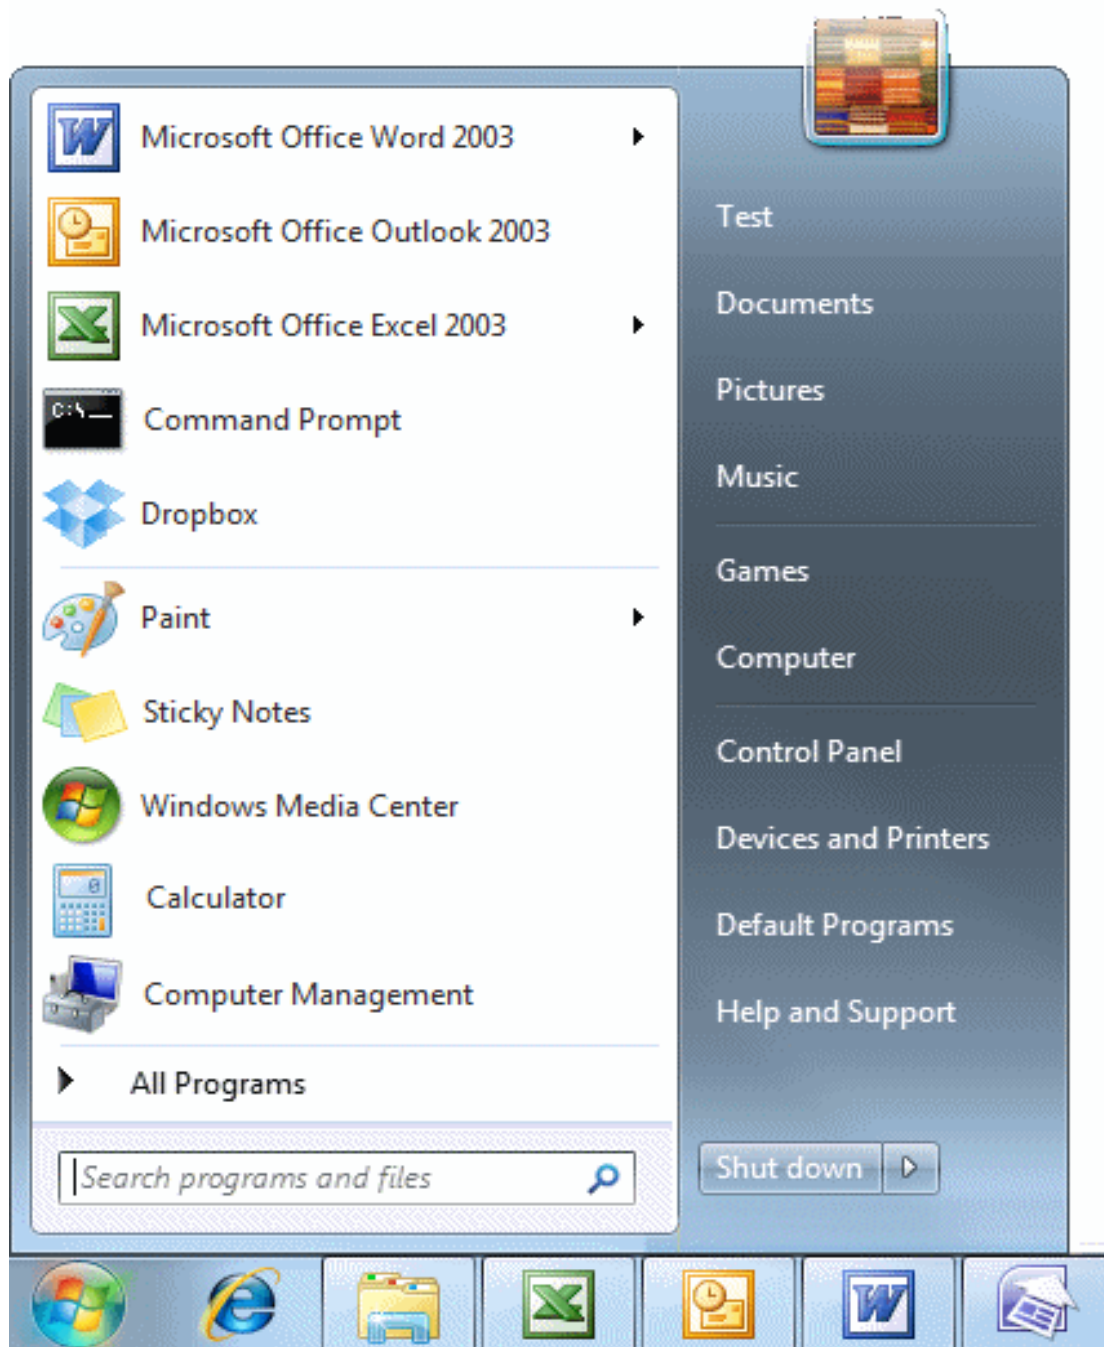 Microsoft Office Word 2003
Microsoft Office Outlook 2003
Microsoft Office Excel 2003
Command Prompt
Dropbox
Paint
Sticky Notes
Windows Media Center
Calculator
Computer Management
All Programs
Search programs and files
Test
Documents
Pictures
Music
Games
Computer
Control Panel
Devices and Printers
Default Programs
Help and Support
Shut down